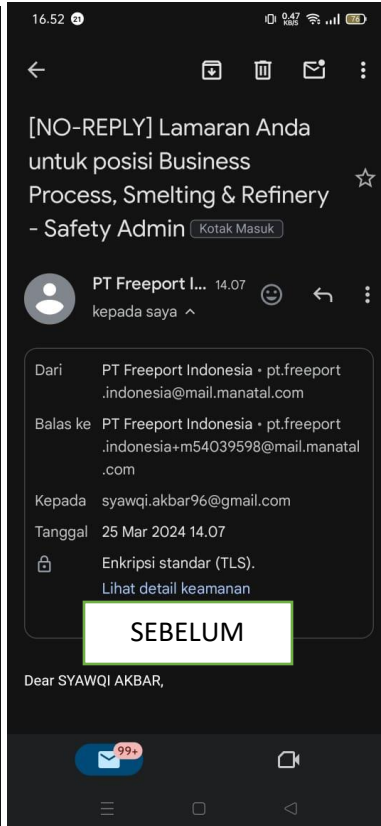 16.52 21 0.47 KB/S 76
[NO-REPLY] Lamaran Anda
untuk posisi Business
Process, Smelting & Refinery
- Safety Admin Kotak Masuk
PT Freeport I... 14.07
kepada saya
Dari PT Freeport Indonesia • pt.freeport
.indonesia@mail.manatal.com
Balas ke PT Freeport Indonesia • pt.freeport
.indonesia+m54039598@mail.manatal
.com
Kepada syawqi.akbar96@gmail.com
Tanggal 25 Mar 2024 14.07
Enkripsi standar (TLS).
Lihat detail keamanan
SEBELUM
Dear SYAWQI AKBAR,
99+